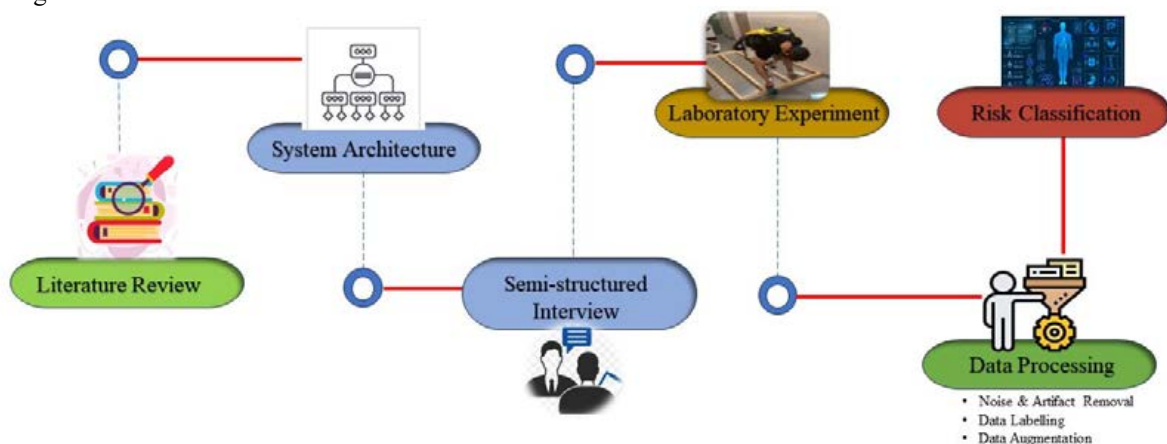 Literature Review
System Architecture
Semi-structured
Interview
Laboratory Experiment
Risk Classification
Data Processing
• Noise & Artifact Removal
• Data Labelling
• Data Augmentation